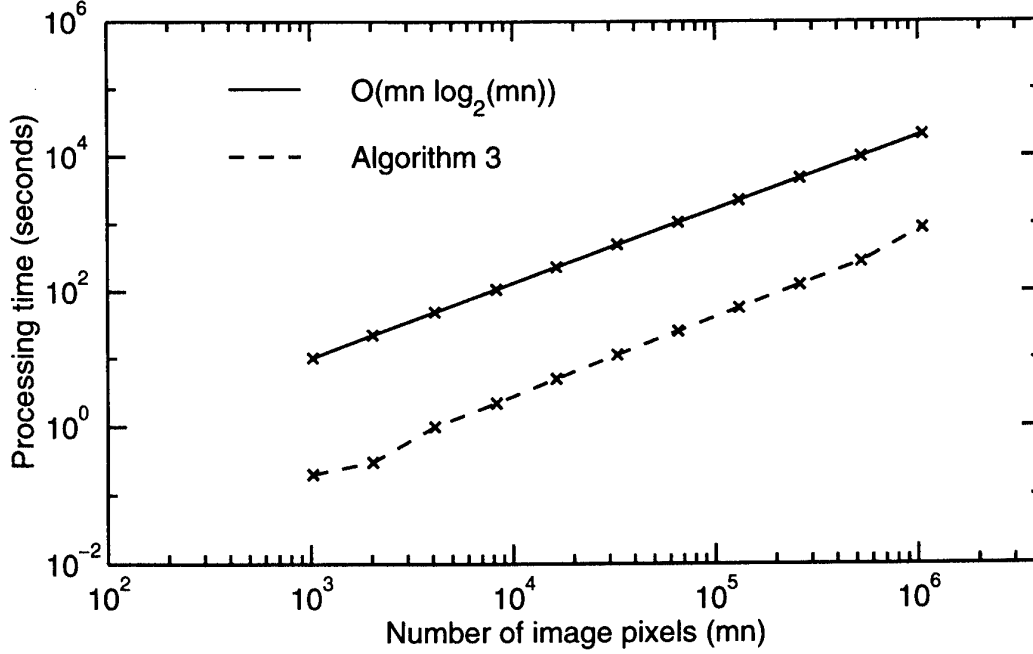 10^6
10^4
10^2
10^0
10^−2
Processing time (seconds)
O(mn log_2(mn))
Algorithm 3
10^2
10^3
10^4
10^5
10^6
Number of image pixels (mn)